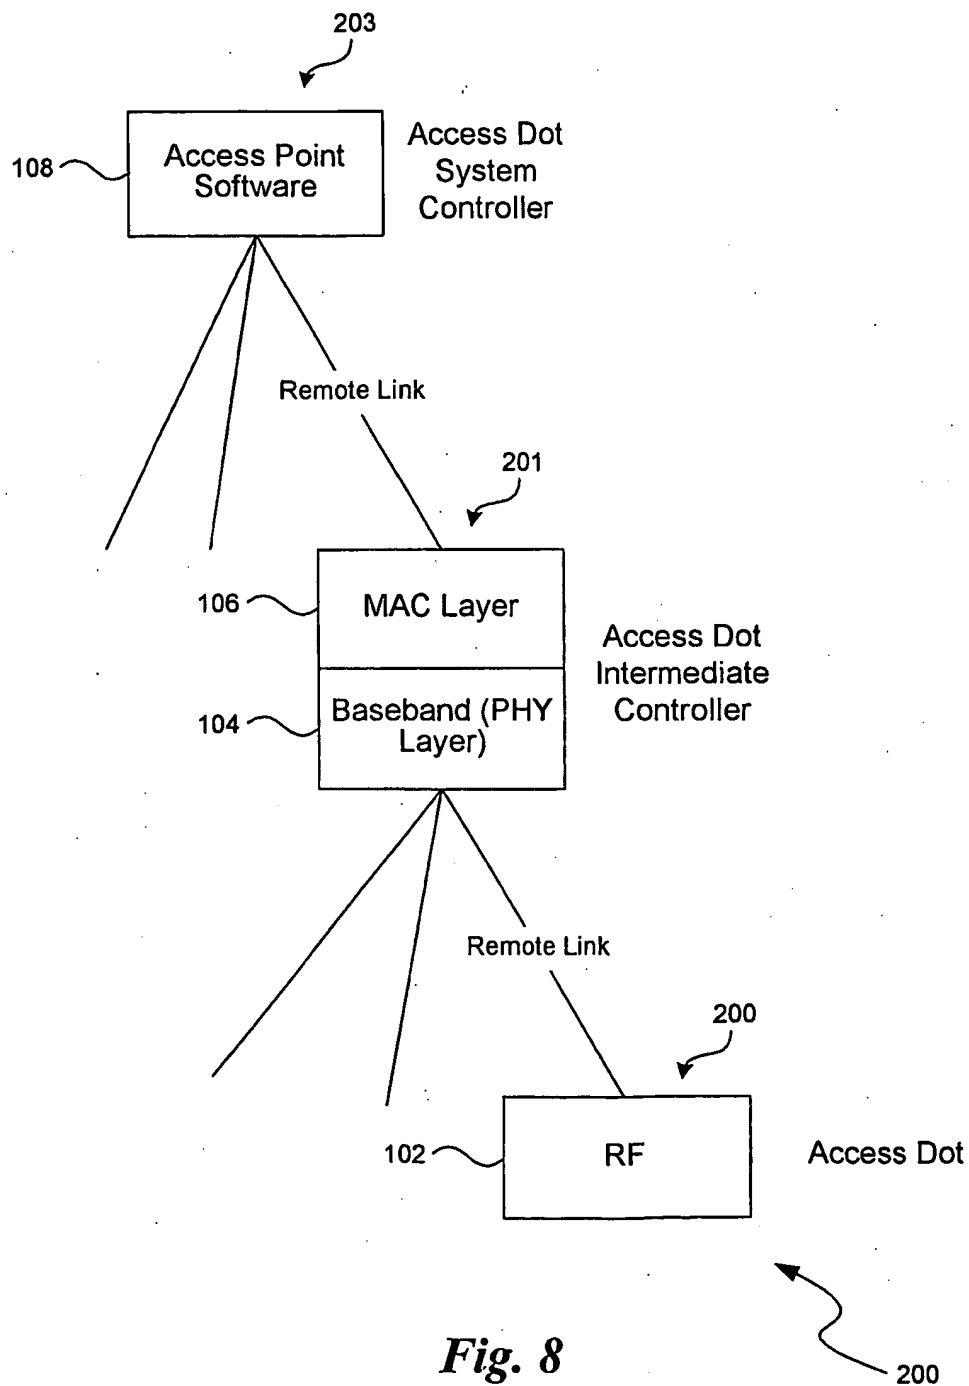 203
108
Access Point
Software
Access Dot
System
Controller
Remote Link
201
106
MAC Layer
104
Baseband (PHY
Layer)
Access Dot
Intermediate
Controller
Remote Link
200
102
RF
Access Dot
Fig. 8
200